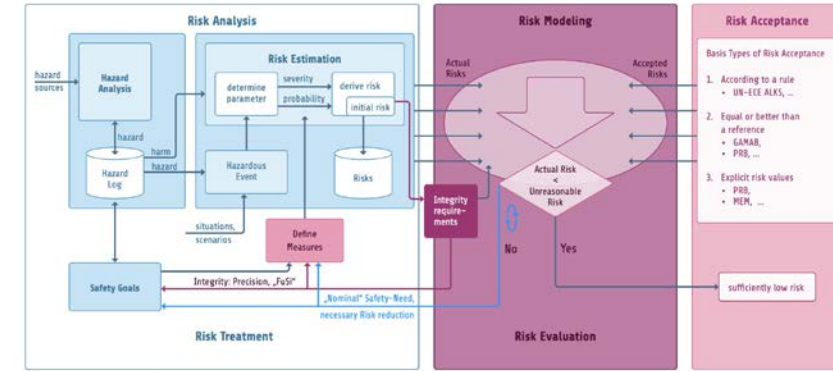 Risk Analysis
Risk Modeling
Risk Acceptance
hazard
sources
Hazard
Analysis
hazard
harm
hazard
Hazard
Log
Risk Estimation
determine
parameter
severity
probability
derive risk
initial risk
Hazardous
Event
Risks
situations,
scenarios
Define
Measures
Safety Goals
Integrity: Precision, „FuSi“
„Nominal“ Safety-Need,
necessary Risk reduction
Risk Treatment
Actual
Risks
Accepted
Risks
Integrity
require-
ments
Actual Risk
<
Unreasonable
Risk
No
Yes
Risk Evaluation
Basis Types of Risk Acceptance
1. According to a rule
• UN-ECE ALKS, ...
2. Equal or better than
a reference
• GAMAB,
• PRB, ...
3. Explicit risk values
• PRB,
• MEM, ...
sufficiently low risk